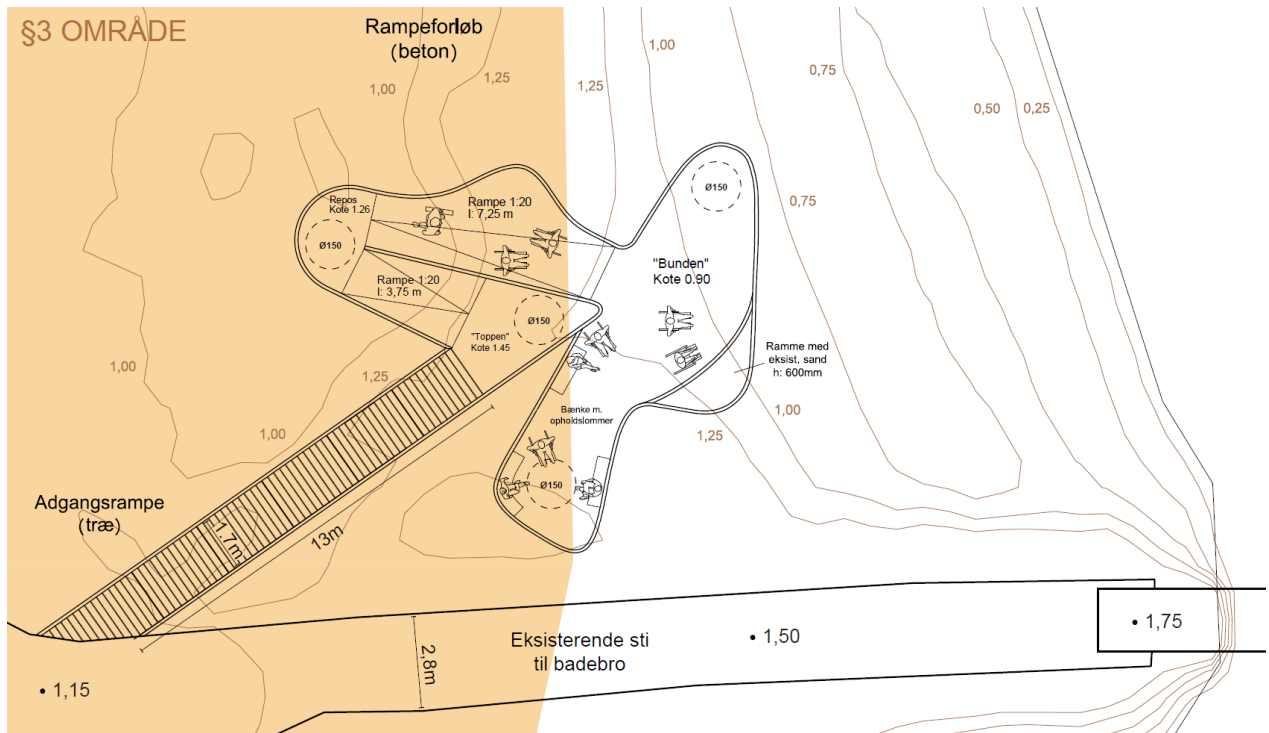 §3 OMRÅDE
Rampeforløb
(beton)
1,00
1,25
1,00
1,25
0,75
0,50
0,25
1,00
0,75
Repos
Kote 1.26
Rampe 1:20
l: 7,25 m
Ø150
Ø150
Rampe 1:20
l: 3,75 m
"Bunden"
Kote 0.90
Ø150
"Toppen"
Kote 1.45
Ramme med
eksist, sand
h: 600mm
1,00
1,25
1,00
1,00
1,25
Bænke m.
opholdslommer
Ø150
Adgangsrampe
(træ)
1.7m
13m
Eksisterende sti
til badebro
2,8m
1,15
1,50
1,75